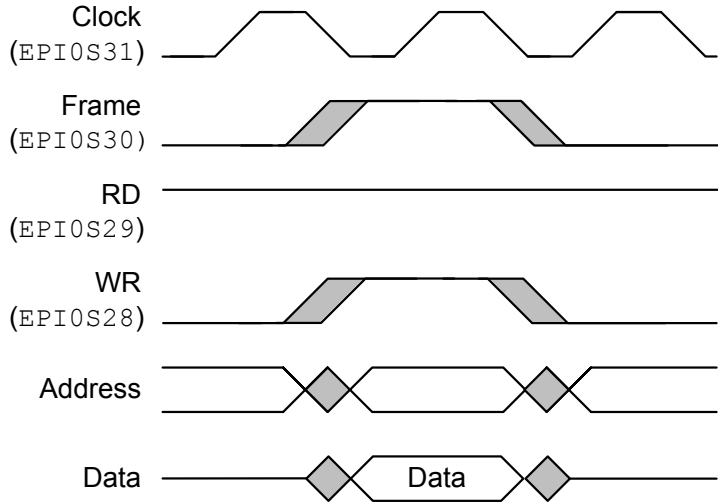 Clock
(EPI0S31)
Frame
(EPI0S30)
RD
(EPI0S29)
WR
(EPI0S28)
Address
Data
Data